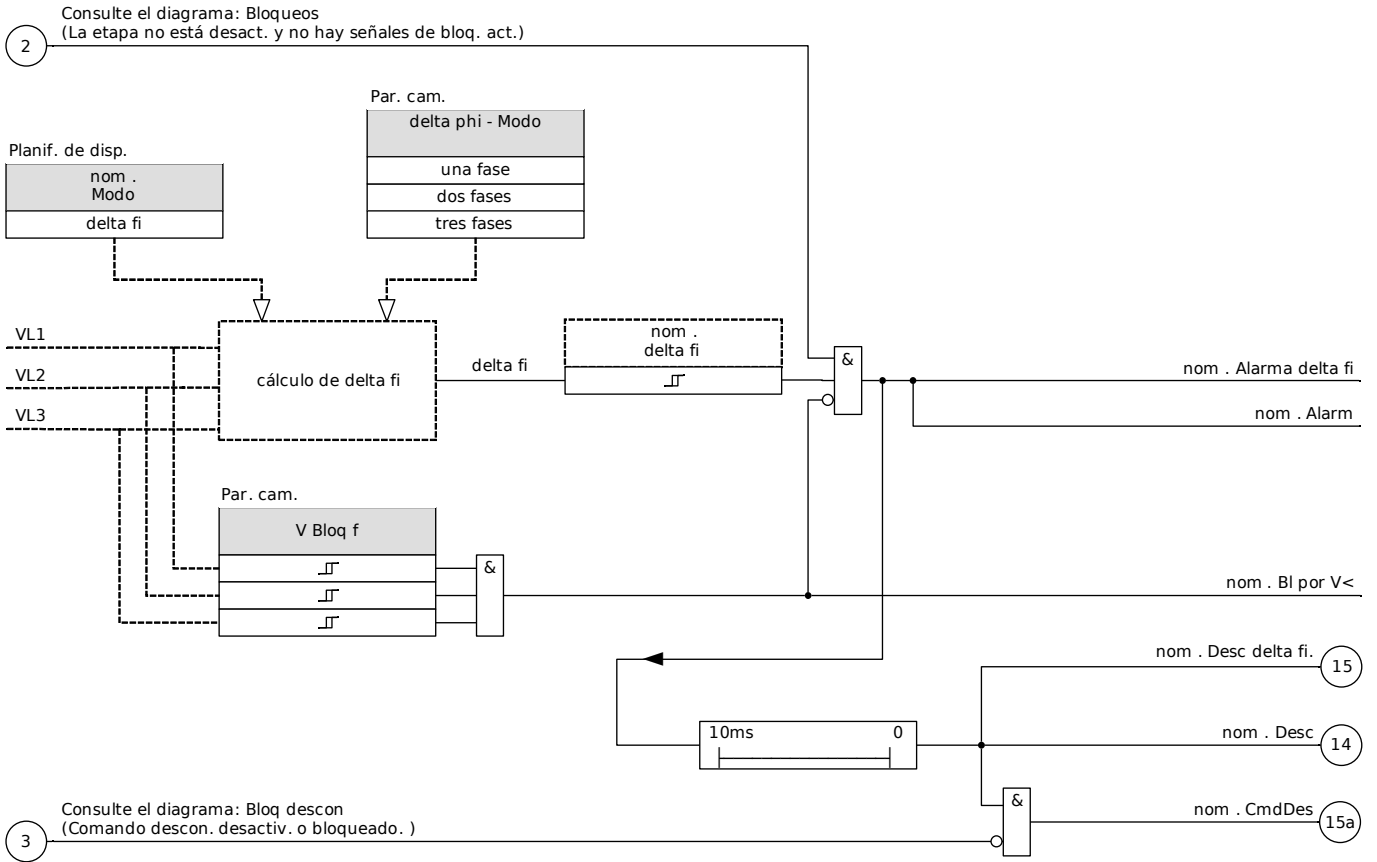 Consulte el diagrama: Bloqueos
(La etapa no está desact. y no hay señales de bloq. act.)
2
Par. cam.
delta phi - Modo
una fase
dos fases
tres fases
Planif. de disp.
nom .
Modo
delta fi
VL1
VL2
VL3
cálculo de delta fi
delta fi
nom .
delta fi
&
nom . Alarma delta fi
nom . Alarm
Par. cam.
V Bloq f
&
nom . Bl por V<
nom . Desc delta fi.
15
10ms 0
nom . Desc
14
&
nom . CmdDes
15a
Consulte el diagrama: Bloq descon
(Comando descon. desactiv. o bloqueado. )
3